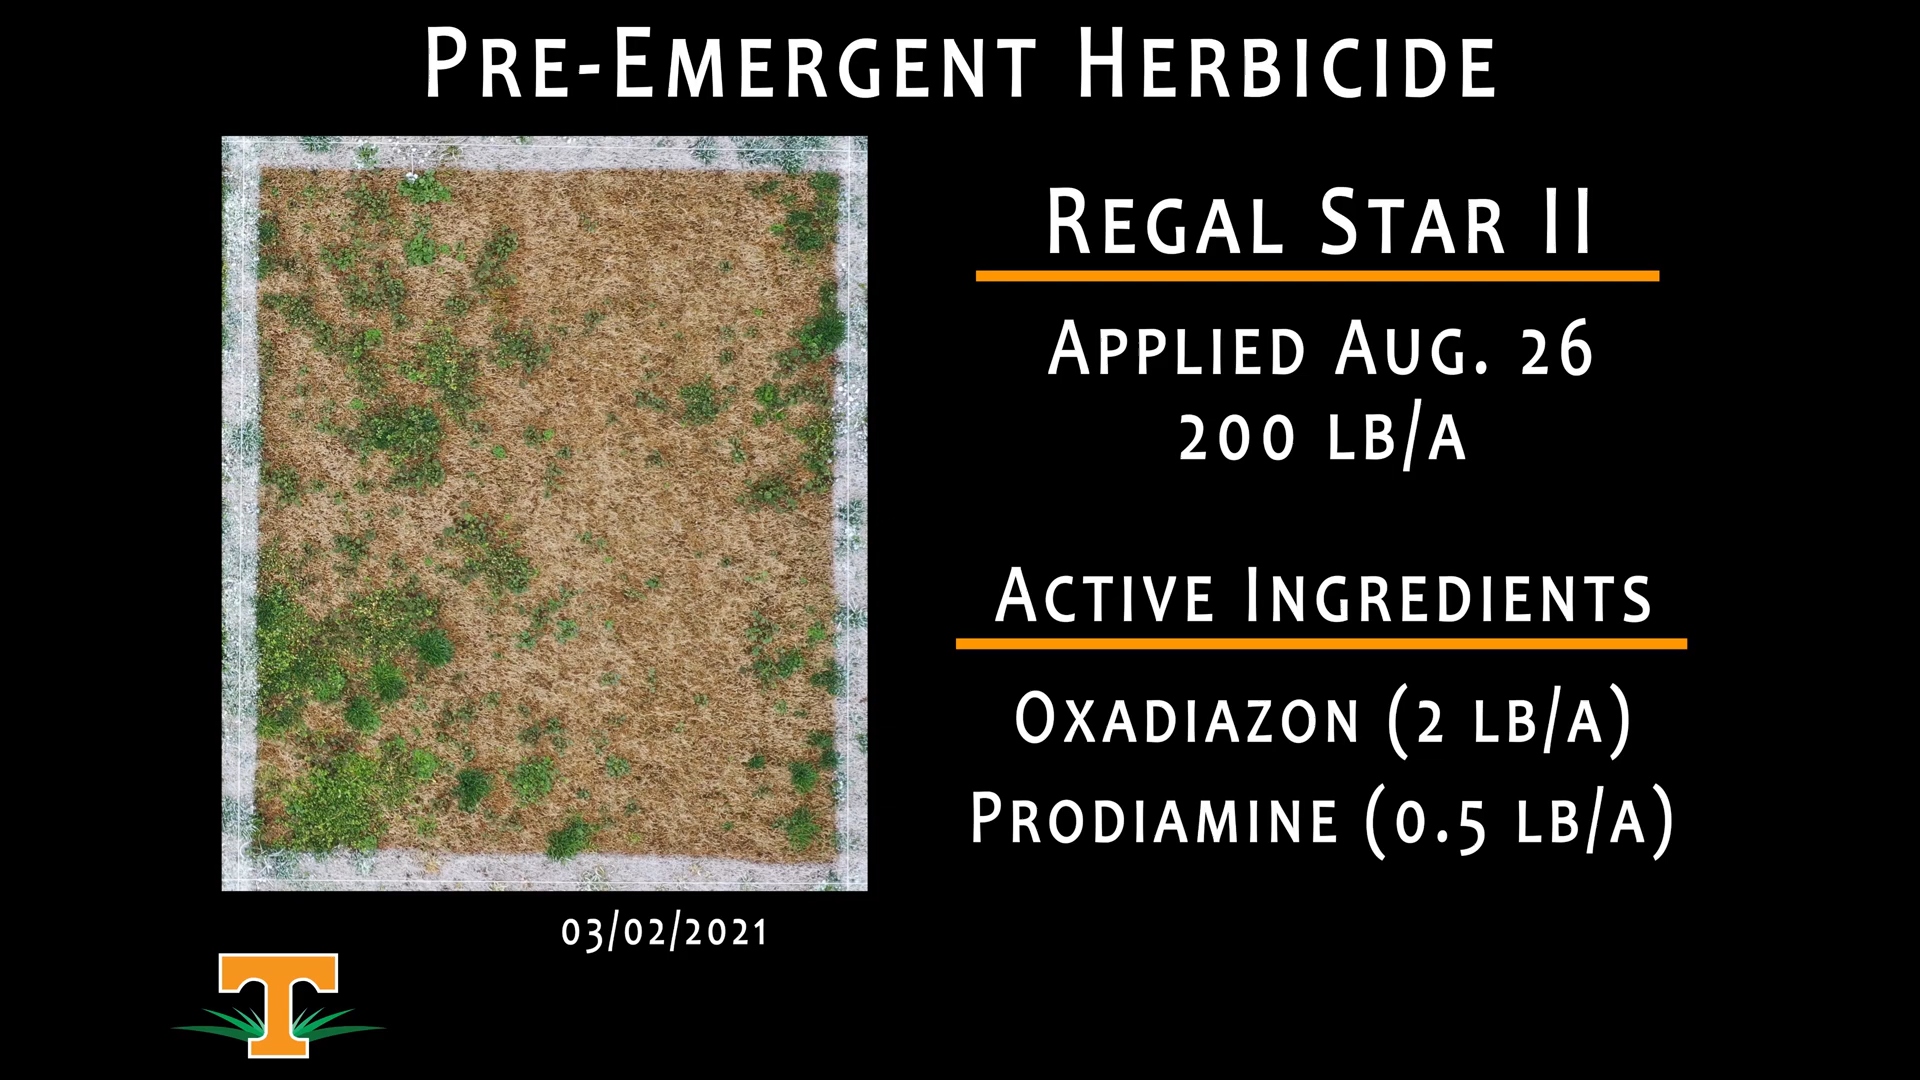 Pre-Emergent Herbicide
Regal Star II
Applied Aug. 26
200 lb/a
Active Ingredients
Oxadiazon (2 lb/a)
Prodiamine (0.5 lb/a)
03/02/2021
T